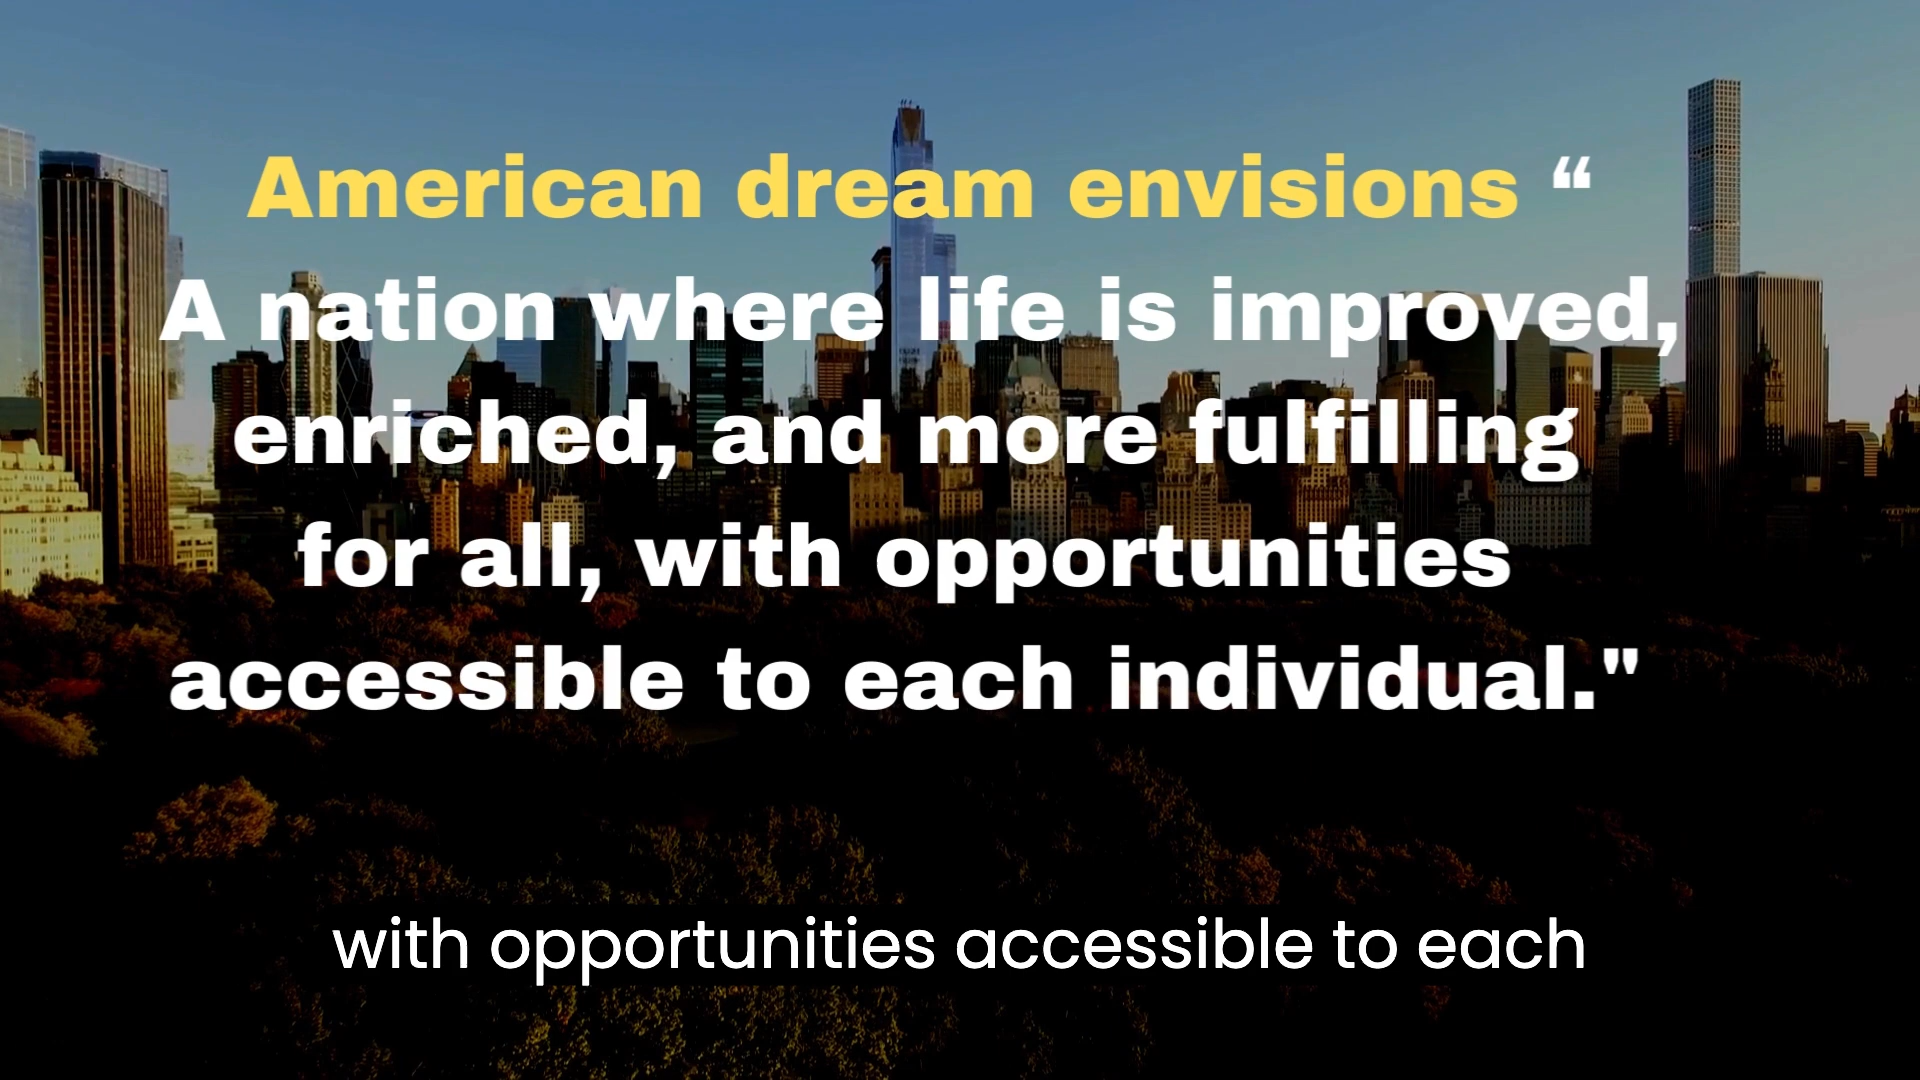 American dream envisions “
A nation where life is improved,
enriched, and more fulfilling
for all, with opportunities
accessible to each individual."
with opportunities accessible to each